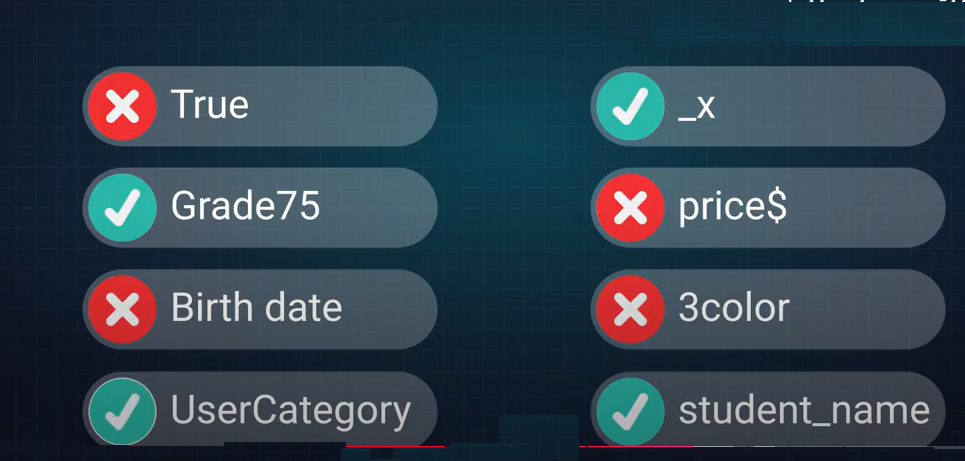 True
_x
Grade75
price$
Birth date
3color
UserCategory
student_name